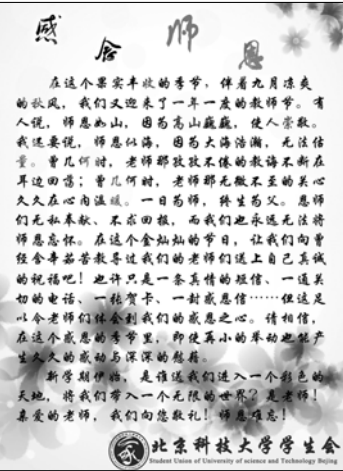 感念师恩
在这个果实丰收的季节，伴着九月凉爽
的秋风，我们又迎来了一年一度的教师节。有
人说，师恩如山，因为高山巍巍，使人崇敬。
我还要说，师恩似海，因为大海浩瀚，无法估
量。曾几何时，老师那孜孜不倦的教诲不断在
耳边回荡；曾几何时，老师那无微不至的关心
久久在心内温暖。一日为师，终生为父。恩师
们无私奉献、不求回报，而我们也永远无法将
师恩忘怀。在这个金灿灿的节日，让我们向曾
经含辛茹苦教导过我们的老师们送上自己真诚
的祝福吧！也许只是一条真情的短信、一通关
切的电话、一张贺卡、一封感恩信……但这足
以令老师们体会到我们的感恩之心。请相信，
在这个感恩的季节里，即使再小的举动也能产
生久久的感动与深深的慰藉。
新学期伊始，是谁送我们进入一个彩色的
天地，将我们带入一个无限的世界？是老师！
亲爱的老师，我们向您敬礼！师恩难忘！
北京科技大学学生会
Student Union of University of science and Technology Beijing